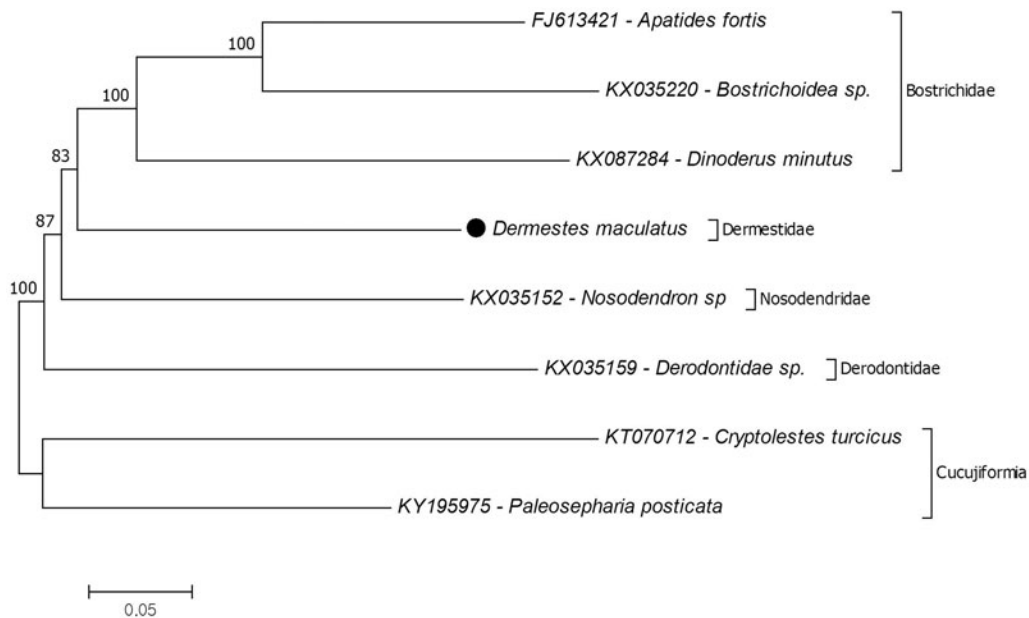 FJ613421 - Apatides fortis
100
KX035220 - Bostrichoidea sp.
Bostrichidae
100
KX087284 - Dinoderus minutus
83
87
Dermestes maculatus
Dermestidae
100
KX035152 - Nosodendron sp
Nosodendridae
KX035159 - Derodontidae sp.
Derodontidae
KT070712 - Cryptolestes turcicus
Cucujiformia
KY195975 - Paleosepharia posticata
0.05